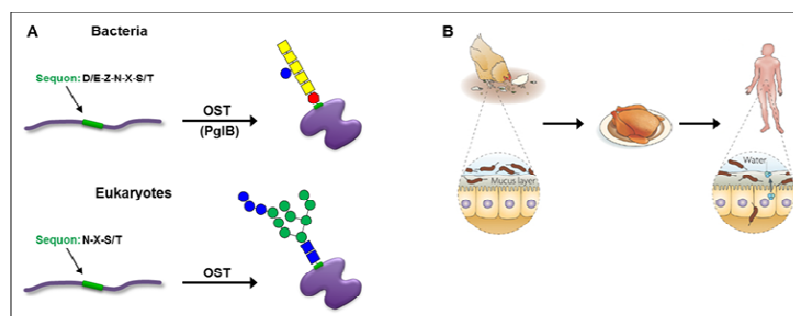 A
Bacteria
Sequon: D/E-Z-N-X-S/T
OST
(PglB)
Eukaryotes
Sequon: N-X-S/T
OST
B
Mucus layer
Water